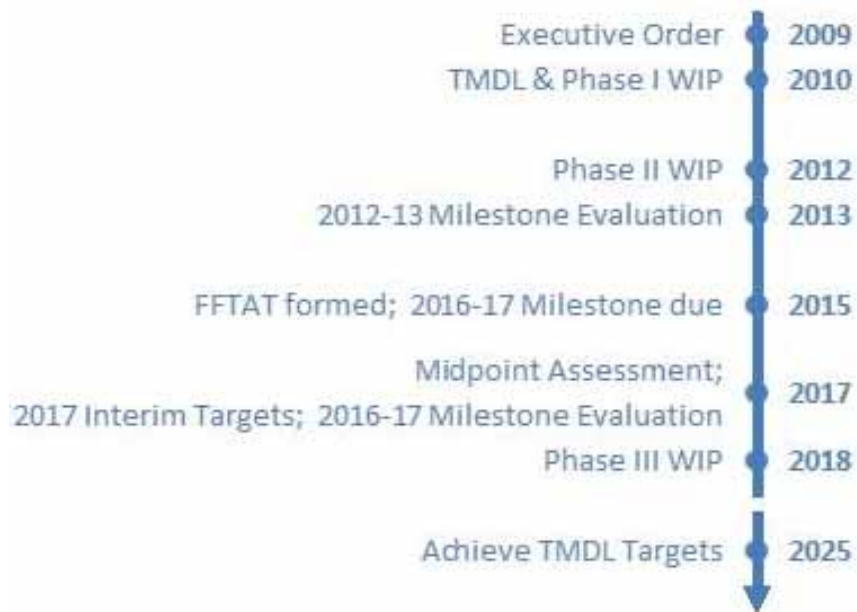 Executive Order 2009
TMDL & Phase I WIP 2010
Phase II WIP 2012
2012-13 Milestone Evaluation 2013
FFTAT formed; 2016-17 Milestone due 2015
Midpoint Assessment;
2017 Interim Targets; 2016-17 Milestone Evaluation 2017
Phase III WIP 2018
Achieve TMDL Targets 2025